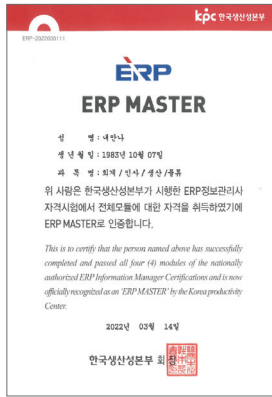 kpc 한국생산성본부
ERP-2022000111
ERP
ERP MASTER
성 명 : 내만나
생 년 월 일 : 1983년 10월 07일
과 목 명 : 회계 / 인사 / 생산 / 물류
위 사람은 한국생산성본부가 시행한 ERP정보관리사
자격시험에서 전체모듈에 대한 자격을 취득하였기에
ERP MASTER로 인증합니다.
This is to certify that the person named above has successfully
completed and passed all four (4) modules of the nationally
authorized ERP Information Manager Certifications and is now
officially recognized as an 'ERP MASTER' by the Korea productivity
Center.
2022년 03월 14일
한국생산성본부 회장